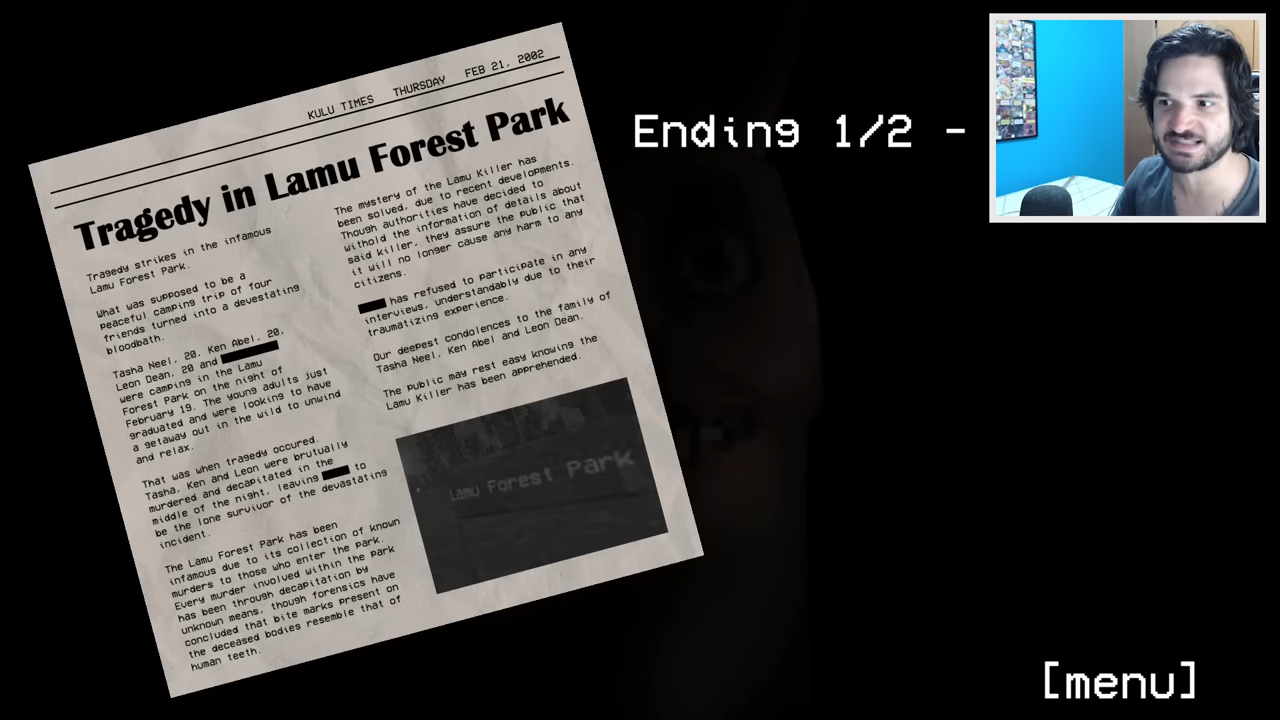 KULU TIMES THURSDAY FEB 21, 2002
Tragedy in Lamu Forest Park
Tragedy strikes in the infamous
Lamu Forest Park.
What was supposed to be a
peaceful camping trip of four
friends turned into a devastating
bloodbath.
Tasha Neel, 20, Ken Abel, 20,
Leon Dean, 20 and
were camping in the Lamu
Forest Park on the night of
February 19. The young adults just
graduated and were looking to have
a getaway out in the wild to unwind
and relax.
That was when tragedy occured.
Tasha, Ken and Leon were brutually
murdered and decapitated in the
middle of the night, leaving to
be the lone survivor of the devastating
incident.
The Lamu Forest Park has been
infamous due to its collection of known
murders to those who enter the park.
Every murder involved within the park
has been through decapitation by
unknown means, though forensics have
concluded that bite marks present on
the deceased bodies resemble that of
human teeth.
The mystery of the Lamu Killer has
been solved, due to recent developments.
Though authorities have decided to
withold the information of details about
said killer, they assure the public that
it will no longer cause any harm to any
citizens.
has refused to participate in any
interviews, understandably due to their
traumatizing experience.
Our deepest condolences to the family of
Tasha Neel, Ken Abel and Leon Dean.
The public may rest easy knowing the
Lamu Killer has been apprehended.
Lamu Forest Park
Ending 1/2 -
[menu]